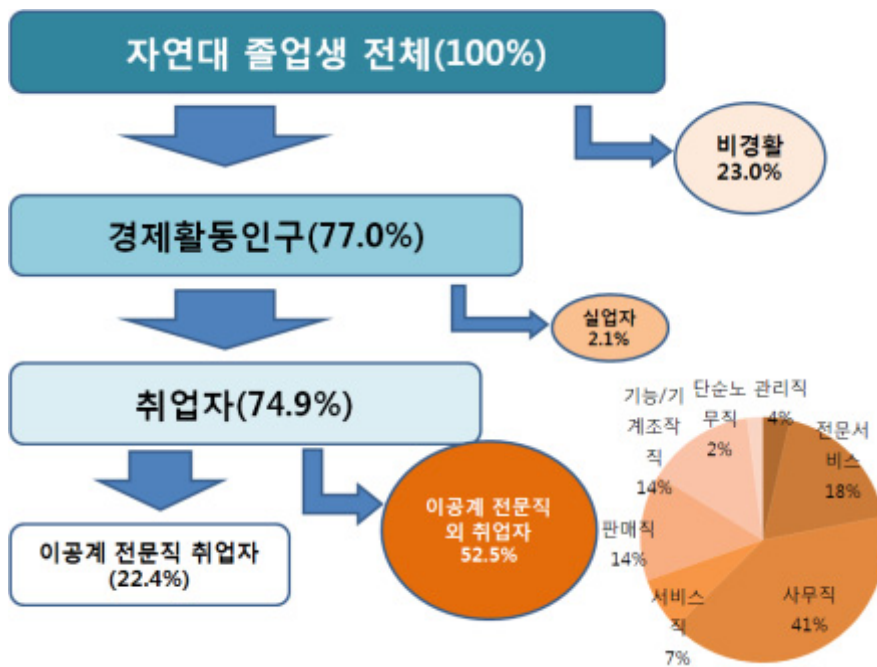 자연대 졸업생 전체(100%)
비경활
23.0%
경제활동인구(77.0%)
실업자
2.1%
취업자(74.9%)
이공계 전문직 취업자
(22.4%)
이공계 전문직
외 취업자
52.5%
관리직
4%
전문서
비스
18%
사무직
41%
서비스
직
7%
판매직
14%
기능/기
계조작
직
14%
단순노
무직
2%